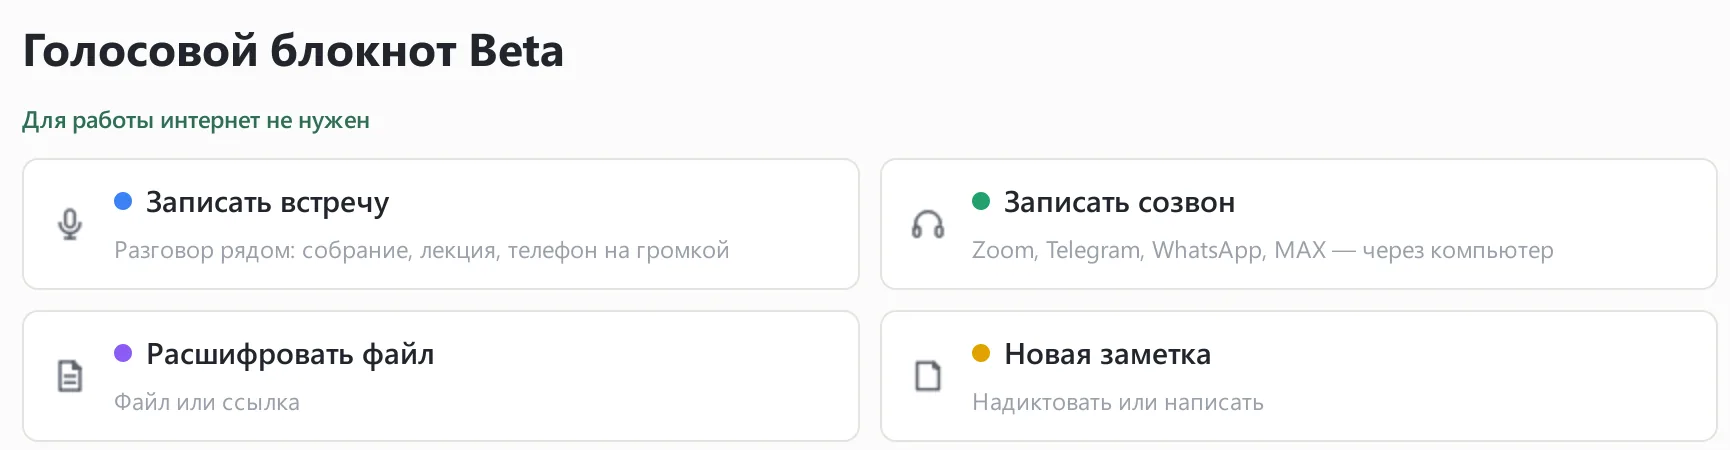 Голосовой блокнот Beta
Для работы интернет не нужен
Записать встречу
Разговор рядом: собрание, лекция, телефон на громкой
Записать созвон
Zoom, Telegram, WhatsApp, MAX — через компьютер
Расшифровать файл
Файл или ссылка
Новая заметка
Надиктовать или написать